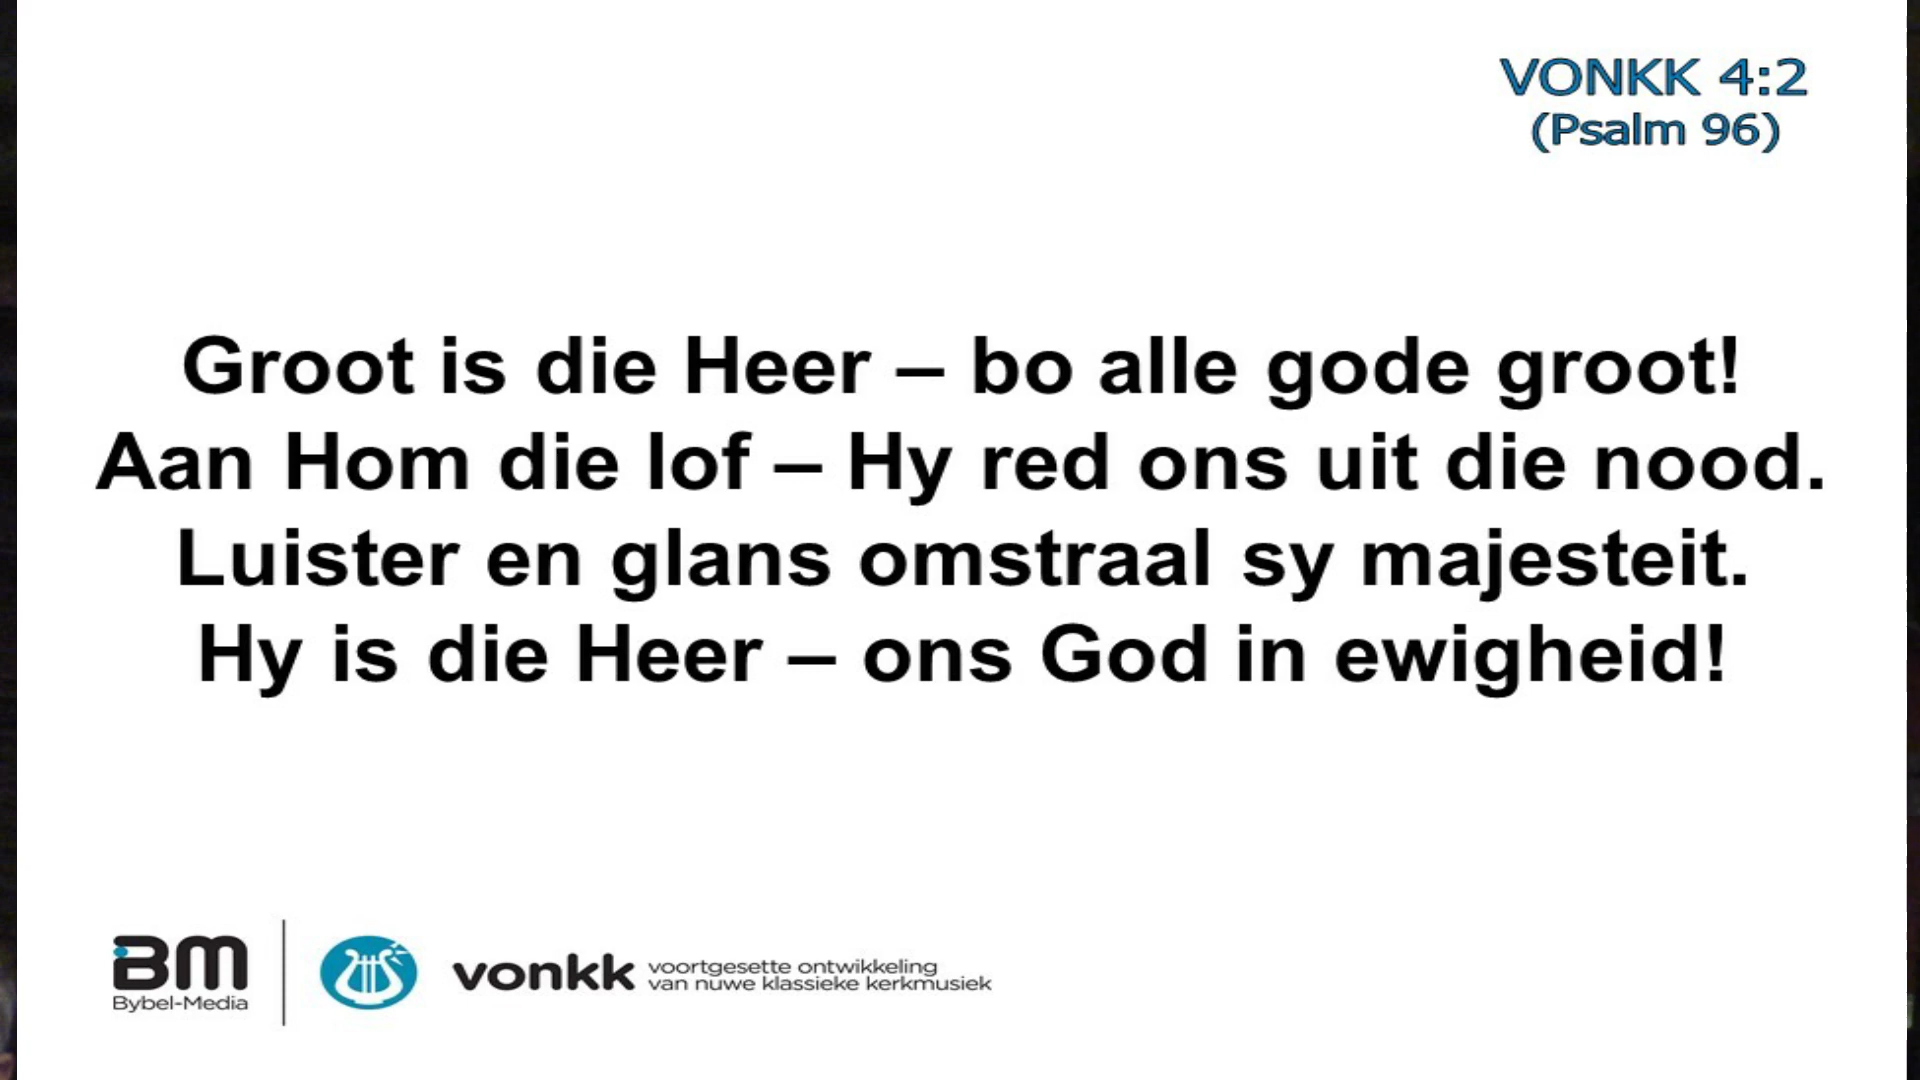 VONKK 4:2
(Psalm 96)
Groot is die Heer – bo alle gode groot!
Aan Hom die lof – Hy red ons uit die nood.
Luister en glans omstraal sy majesteit.
Hy is die Heer – ons God in ewigheid!
BM
Bybel-Media
vonkk
voortgesette ontwikkeling
van nuwe klassieke kerkmusiek